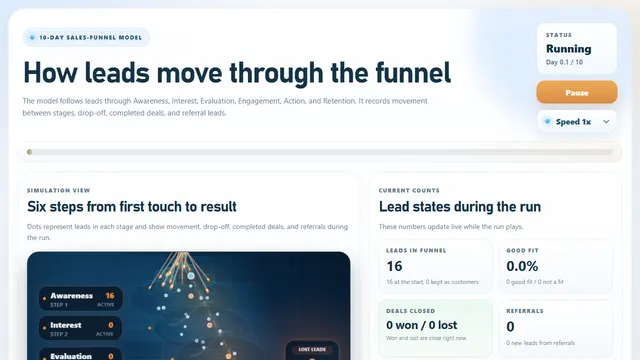 10-DAY SALES-FUNNEL MODEL
How leads move through the funnel
The model follows leads through Awareness, Interest, Evaluation, Engagement, Action, and Retention. It records movement
between stages, drop-off, completed deals, and referral leads.
STATUS
Running
Day 0.1 / 10
Pause
Speed 1x
SIMULATION VIEW
Six steps from first touch to result
Dots represent leads in each stage and show movement, drop-off, completed deals, and referrals during
the run.
Awareness 16
STEP 1 ACTIVE
Interest 0
STEP 2 ACTIVE
Evaluation 0
LOST LEADS
CURRENT COUNTS
Lead states during the run
These numbers update live while the run plays.
LEADS IN FUNNEL
16
16 at the start, 0 kept as customers
GOOD FIT
0.0%
0 good fit / 0 not a fit
DEALS CLOSED
0 won / 0 lost
Won and lost are close right now
REFERRALS
0
0 new leads from referrals